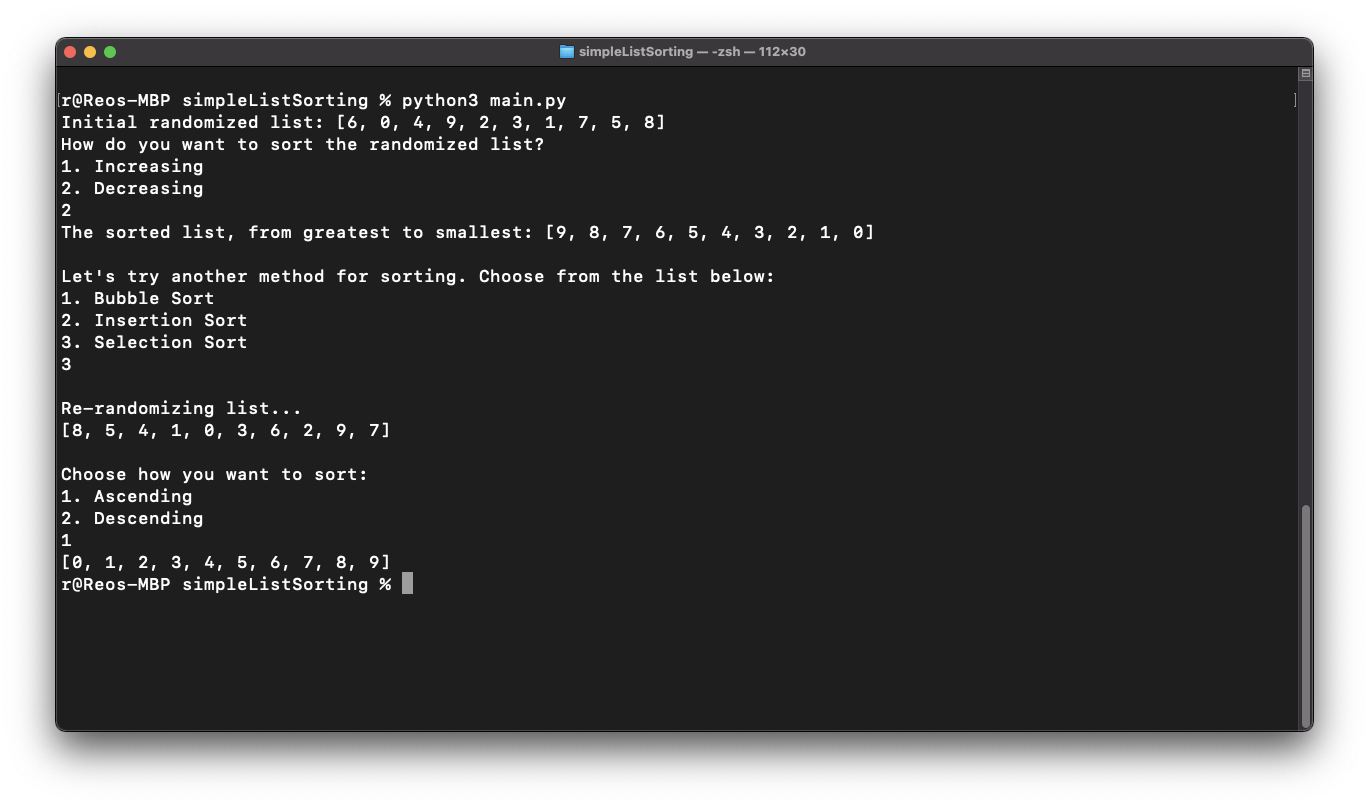 simpleListSorting — -zsh — 112×30
[r@Reos-MBP simpleListSorting % python3 main.py ]
Initial randomized list: [6, 0, 4, 9, 2, 3, 1, 7, 5, 8]
How do you want to sort the randomized list?
1. Increasing
2. Decreasing
2
The sorted list, from greatest to smallest: [9, 8, 7, 6, 5, 4, 3, 2, 1, 0]
Let's try another method for sorting. Choose from the list below:
1. Bubble Sort
2. Insertion Sort
3. Selection Sort
3
Re-randomizing list...
[8, 5, 4, 1, 0, 3, 6, 2, 9, 7]
Choose how you want to sort:
1. Ascending
2. Descending
1
[0, 1, 2, 3, 4, 5, 6, 7, 8, 9]
r@Reos-MBP simpleListSorting %